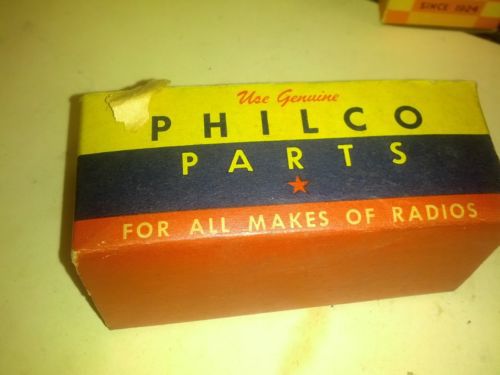 SINCE 1924
Use Genuine
PHILCO
PARTS
FOR ALL MAKES OF RADIOS